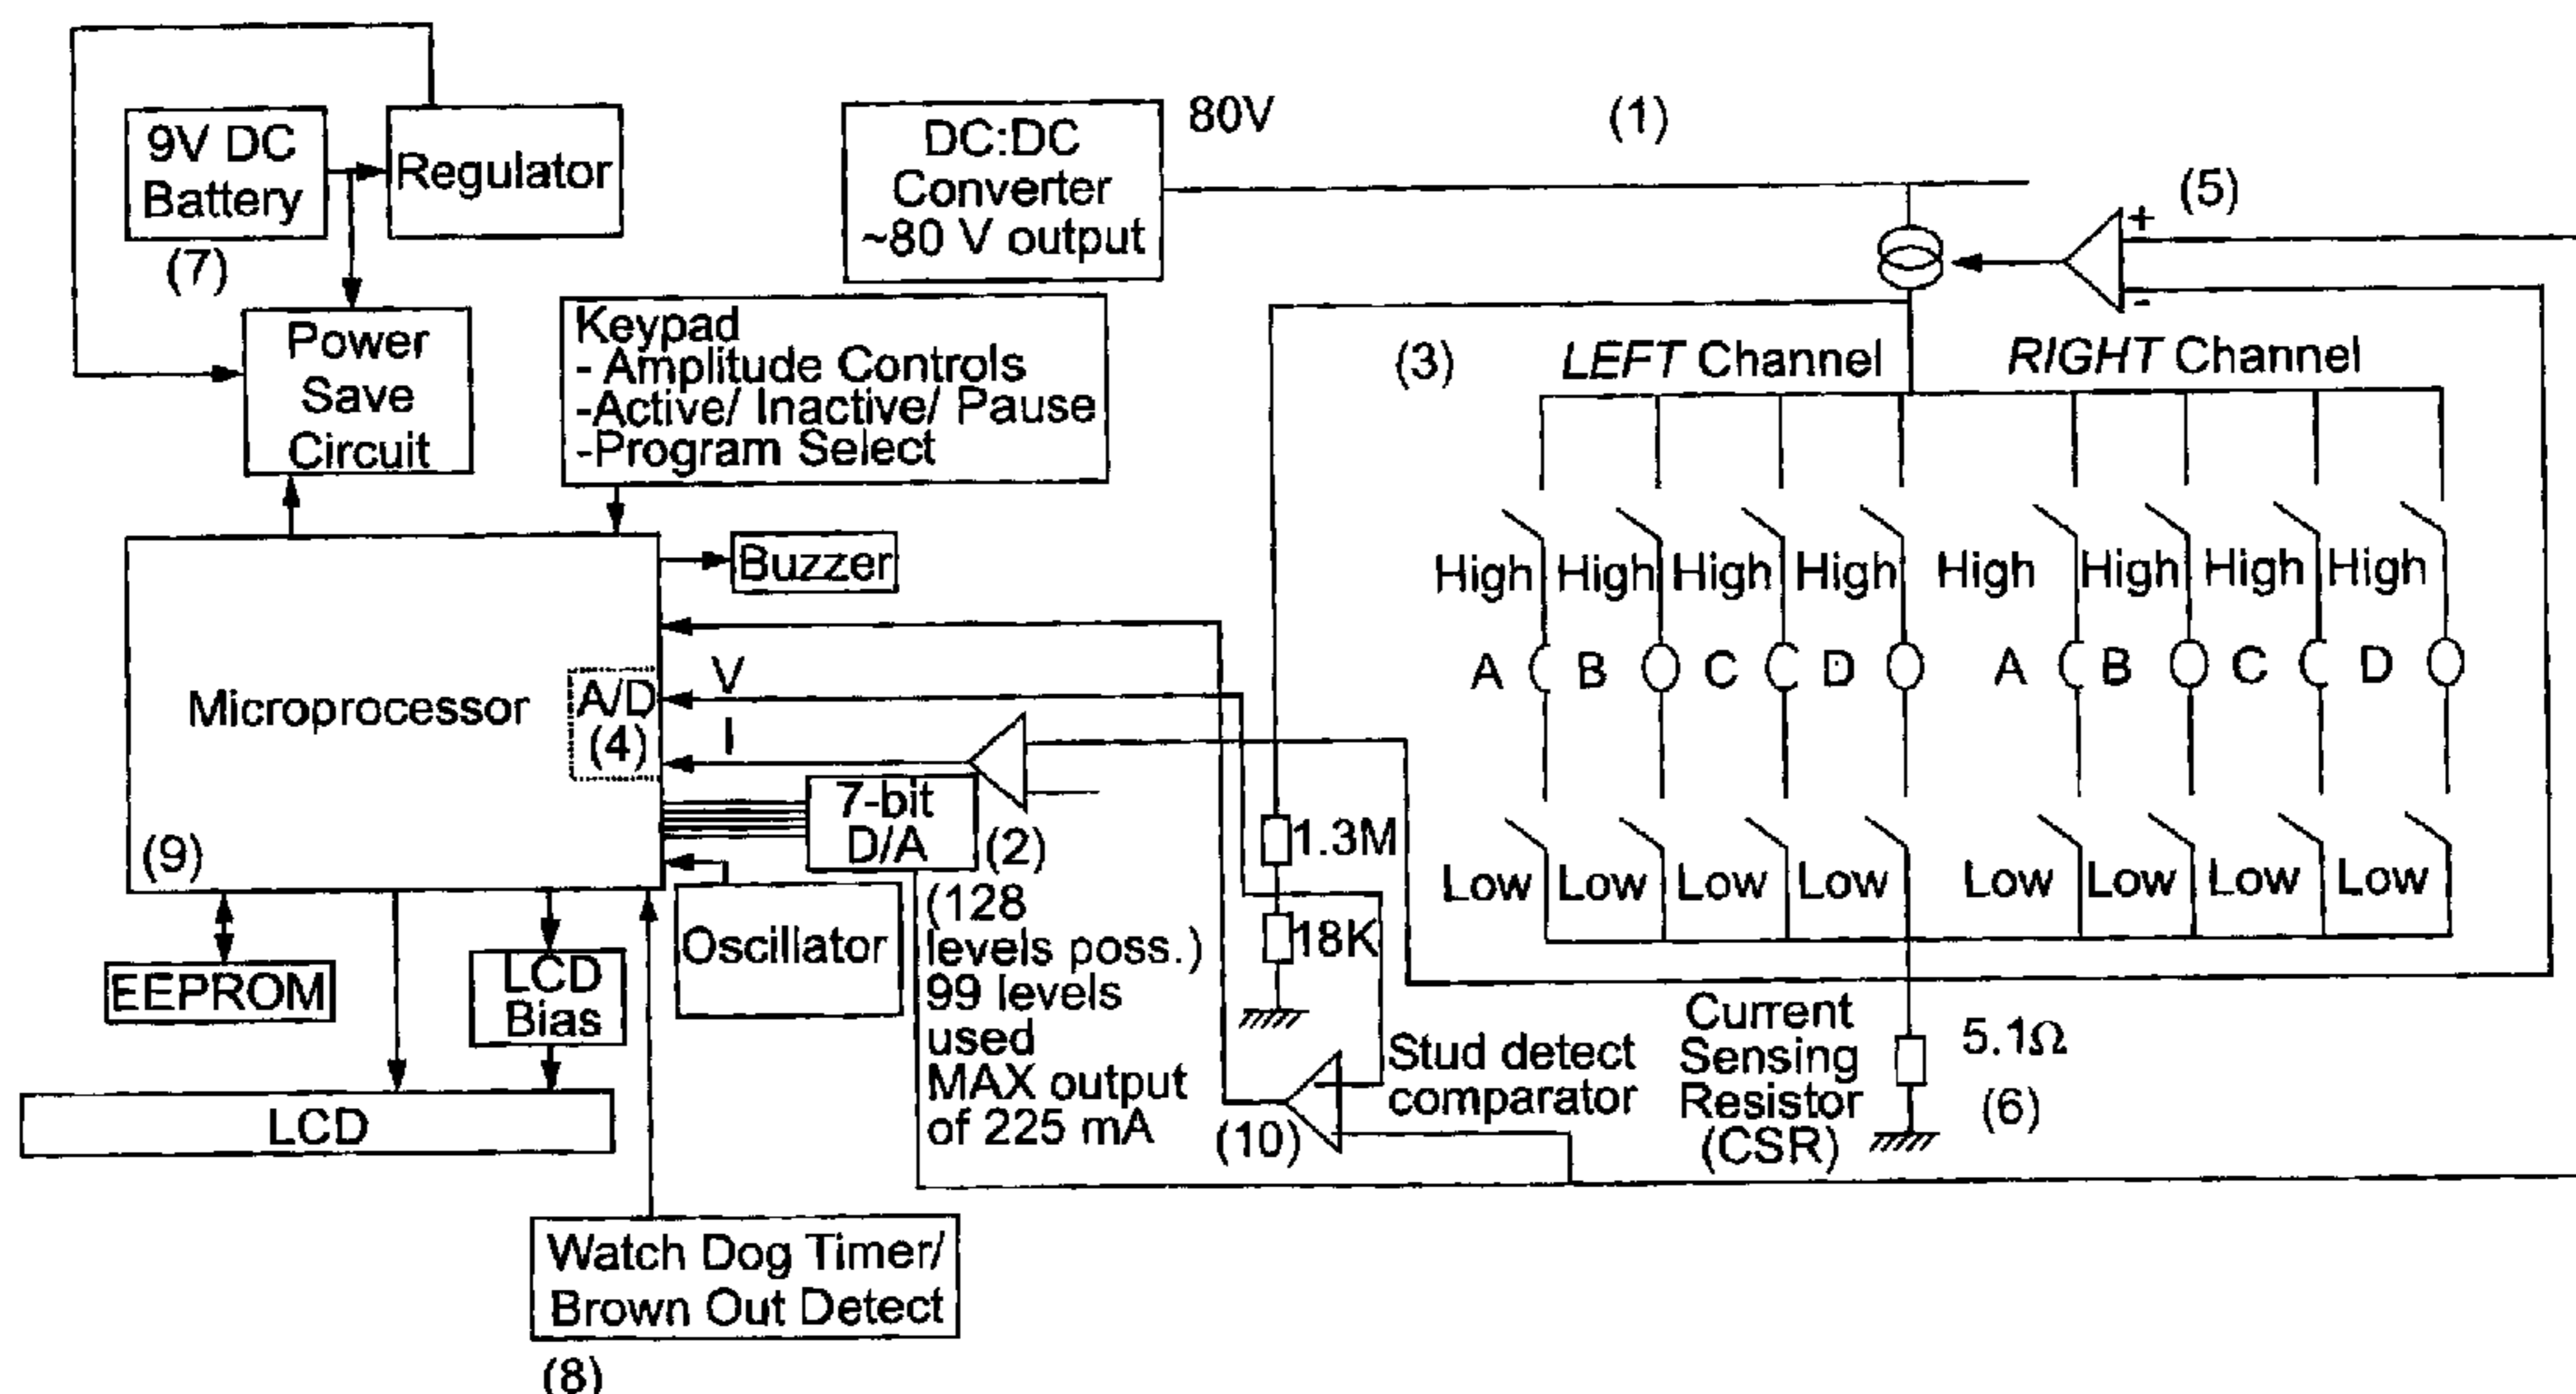 9V DC
Battery
(7)
Regulator
Power
Save
Circuit
DC:DC
Converter
~80 V output
80V
(1)
(5)
+
-
Keypad
- Amplitude Controls
-Active/ Inactive/ Pause
-Program Select
(3)
LEFT Channel
RIGHT Channel
Buzzer
Microprocessor
A/D
(4)
(9)
V
I
7-bit
D/A
(2)
(128
levels poss.)
99 levels
used
MAX output
of 225 mA
Oscillator
EEPROM
LCD
Bias
LCD
Watch Dog Timer/
Brown Out Detect
(8)
1.3M
18K
Stud detect
comparator
(10)
Current
Sensing
Resistor
(CSR)
5.1Ω
(6)
High High High High High High High High
A B C D A B C D
Low Low Low Low Low Low Low Low